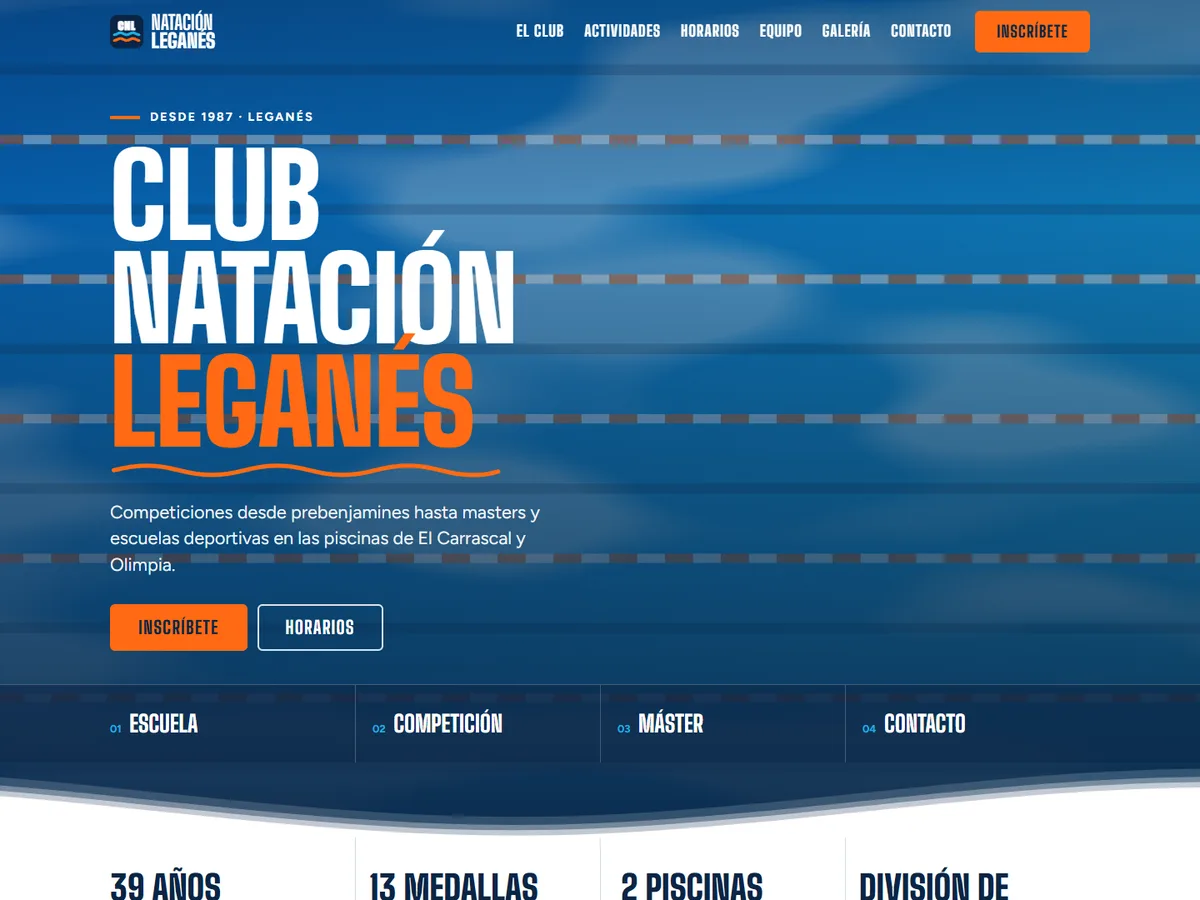 CNL
NATACIÓN
LEGANÉS
EL CLUB ACTIVIDADES HORARIOS EQUIPO GALERÍA CONTACTO INSCRÍBETE
DESDE 1987 · LEGANÉS
CLUB
NATACIÓN
LEGANÉS
Competiciones desde prebenjamines hasta masters y
escuelas deportivas en las piscinas de El Carrascal y
Olimpia.
INSCRÍBETE HORARIOS
01 ESCUELA 02 COMPETICIÓN 03 MÁSTER 04 CONTACTO
39 AÑOS 13 MEDALLAS 2 PISCINAS DIVISIÓN DE